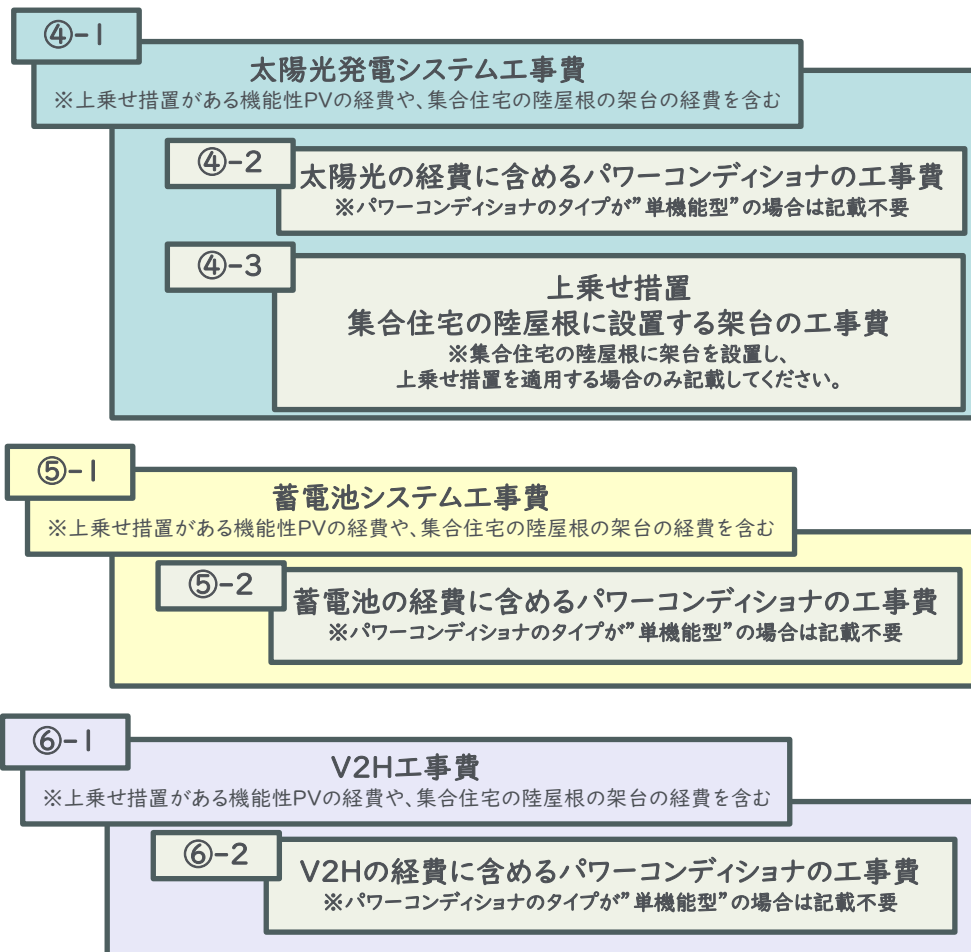 ④-1
太陽光発電システム工事費
※上乗せ措置がある機能性PVの経費や、集合住宅の陸屋根の架台の経費を含む
④-2
太陽光の経費に含めるパワーコンディショナの工事費
※パワーコンディショナのタイプが”単機能型”の場合は記載不要
④-3
上乗せ措置
集合住宅の陸屋根に設置する架台の工事費
※集合住宅の陸屋根に架台を設置し、
上乗せ措置を適用する場合のみ記載してください。
⑤-1
蓄電池システム工事費
※上乗せ措置がある機能性PVの経費や、集合住宅の陸屋根の架台の経費を含む
⑤-2
蓄電池の経費に含めるパワーコンディショナの工事費
※パワーコンディショナのタイプが”単機能型”の場合は記載不要
⑥-1
V2H工事費
※上乗せ措置がある機能性PVの経費や、集合住宅の陸屋根の架台の経費を含む
⑥-2
V2Hの経費に含めるパワーコンディショナの工事費
※パワーコンディショナのタイプが”単機能型”の場合は記載不要